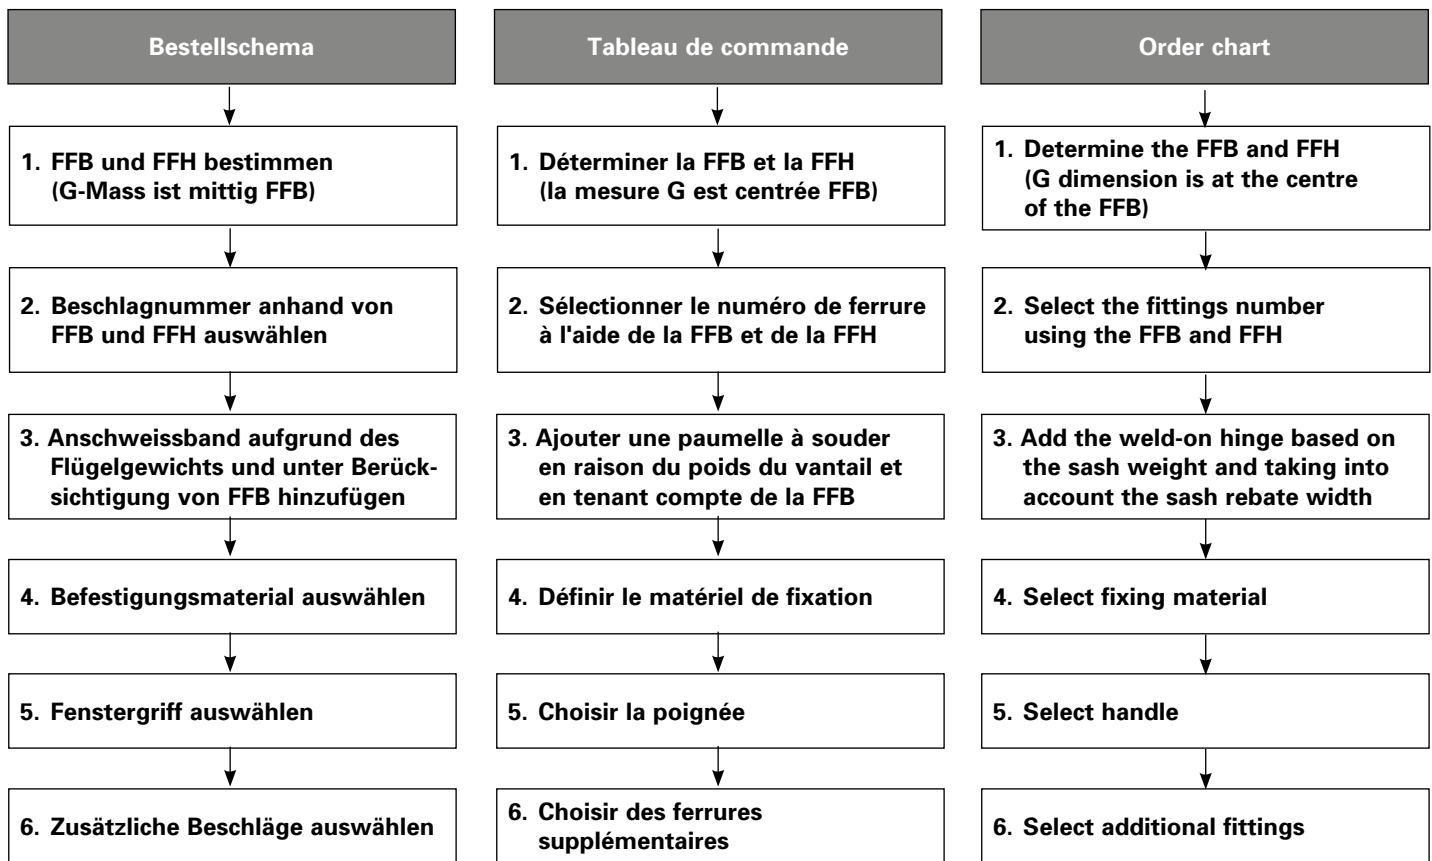 Bestellschema
1. FFB und FFH bestimmen
(G-Mass ist mittig FFB)
2. Beschlagnummer anhand von
FFB und FFH auswählen
3. Anschweissband aufgrund des
Flügelgewichts und unter Berück-
sichtigung von FFB hinzufügen
4. Befestigungsmaterial auswählen
5. Fenstergriff auswählen
6. Zusätzliche Beschläge auswählen
Tableau de commande
1. Déterminer la FFB et la FFH
(la mesure G est centrée FFB)
2. Sélectionner le numéro de ferrure
à l'aide de la FFB et de la FFH
3. Ajouter une paumelle à souder
en raison du poids du vantail et
en tenant compte de la FFB
4. Définir le matériel de fixation
5. Choisir la poignée
6. Choisir des ferrures
supplémentaires
Order chart
1. Determine the FFB and FFH
(G dimension is at the centre
of the FFB)
2. Select the fittings number
using the FFB and FFH
3. Add the weld-on hinge based on
the sash weight and taking into
account the sash rebate width
4. Select fixing material
5. Select handle
6. Select additional fittings